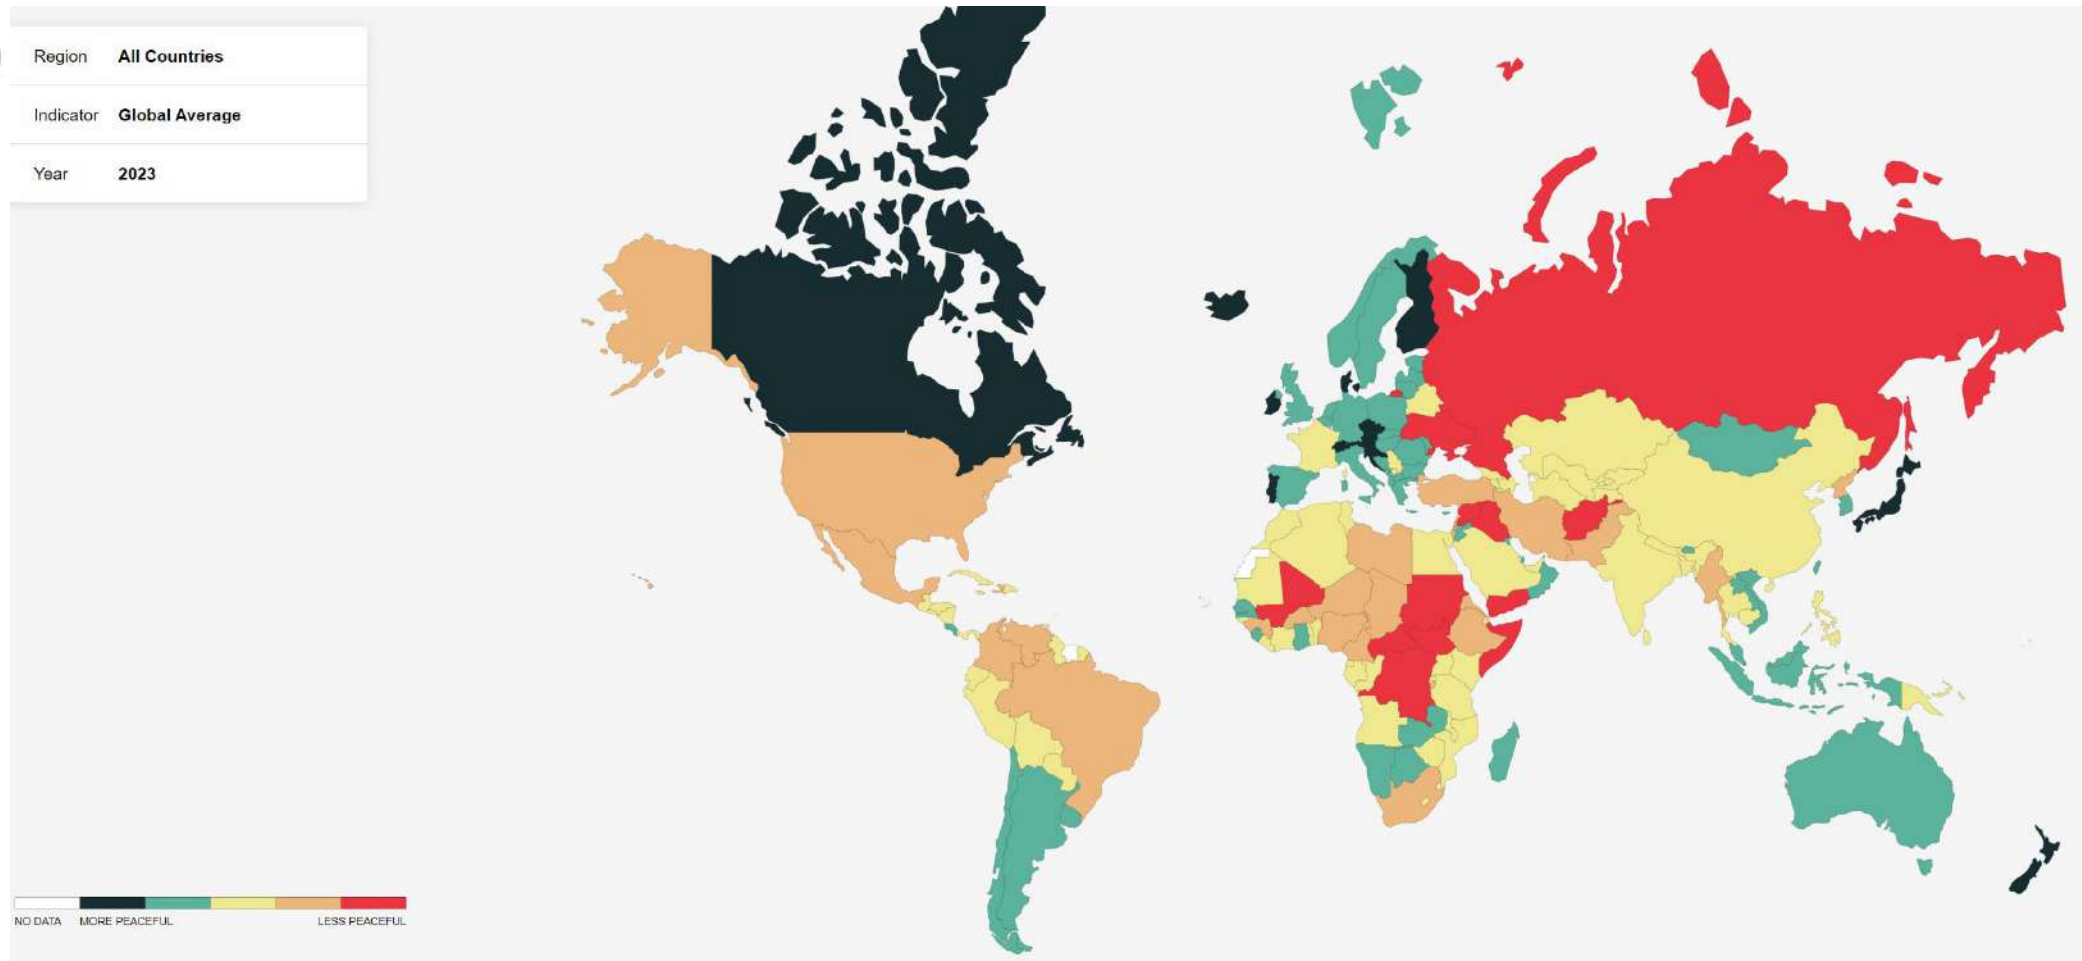 Region All Countries
Indicator Global Average
Year 2023
NO DATA MORE PEACEFUL LESS PEACEFUL